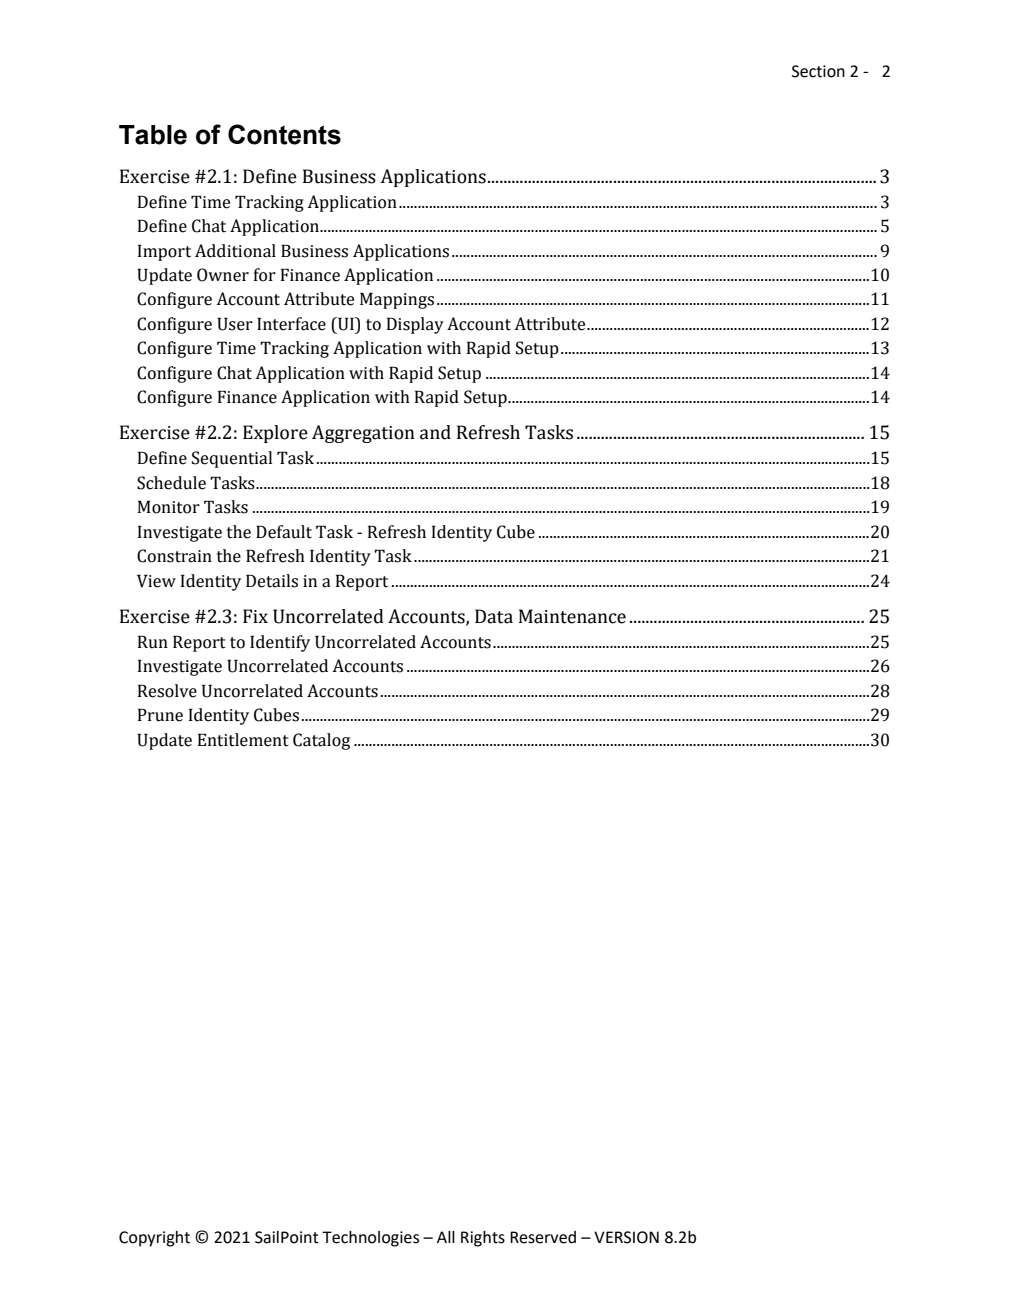 Section 2 - 2
Table of Contents
Exercise #2.1: Define Business Applications 3
Define Time Tracking Application 3
Define Chat Application 5
Import Additional Business Applications 9
Update Owner for Finance Application 10
Configure Account Attribute Mappings 11
Configure User Interface (UI) to Display Account Attribute 12
Configure Time Tracking Application with Rapid Setup 13
Configure Chat Application with Rapid Setup 14
Configure Finance Application with Rapid Setup 14
Exercise #2.2: Explore Aggregation and Refresh Tasks 15
Define Sequential Task 15
Schedule Tasks 18
Monitor Tasks 19
Investigate the Default Task - Refresh Identity Cube 20
Constrain the Refresh Identity Task 21
View Identity Details in a Report 24
Exercise #2.3: Fix Uncorrelated Accounts, Data Maintenance 25
Run Report to Identify Uncorrelated Accounts 25
Investigate Uncorrelated Accounts 26
Resolve Uncorrelated Accounts 28
Prune Identity Cubes 29
Update Entitlement Catalog 30
Copyright © 2021 SailPoint Technologies – All Rights Reserved – VERSION 8.2b